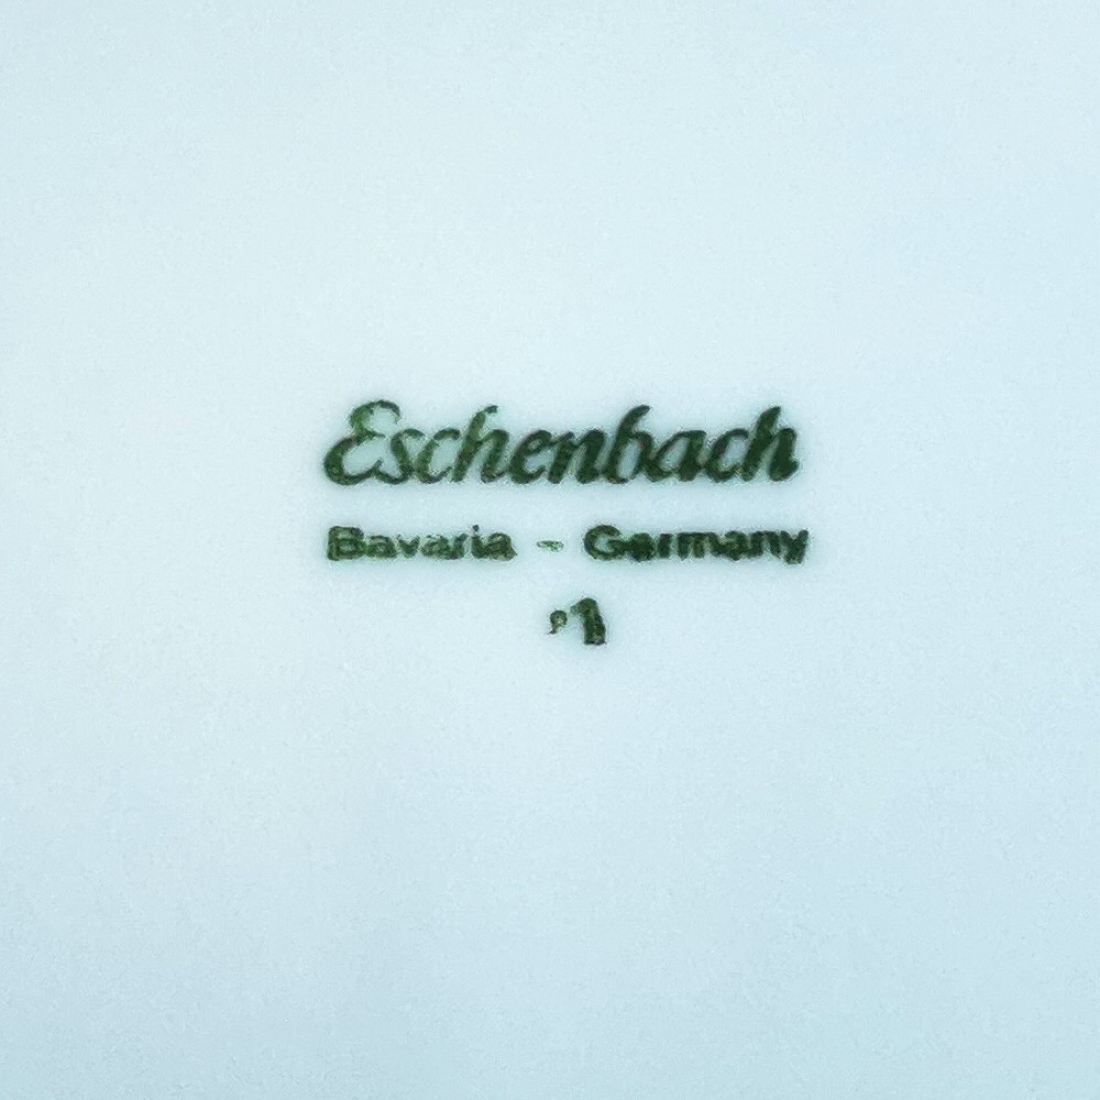 Eschenbach
Bavaria - Germany
'1